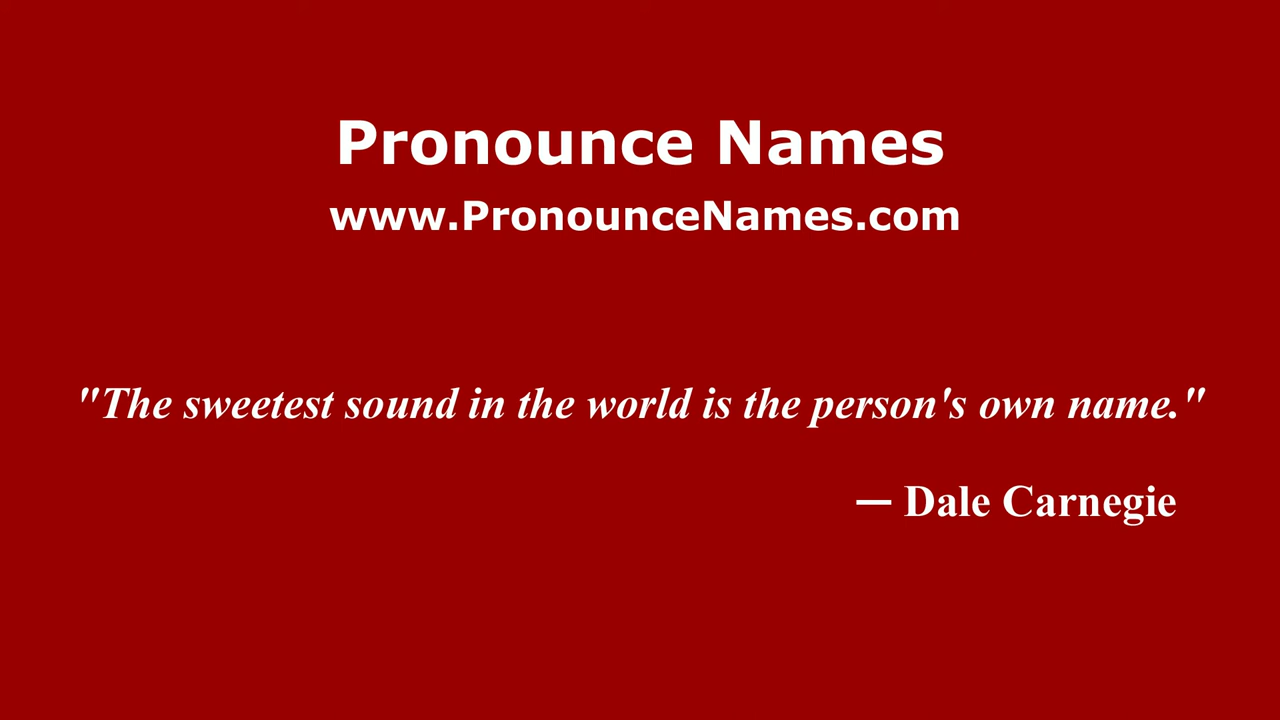 Pronounce Names
www.PronounceNames.com
"The sweetest sound in the world is the person's own name."
— Dale Carnegie